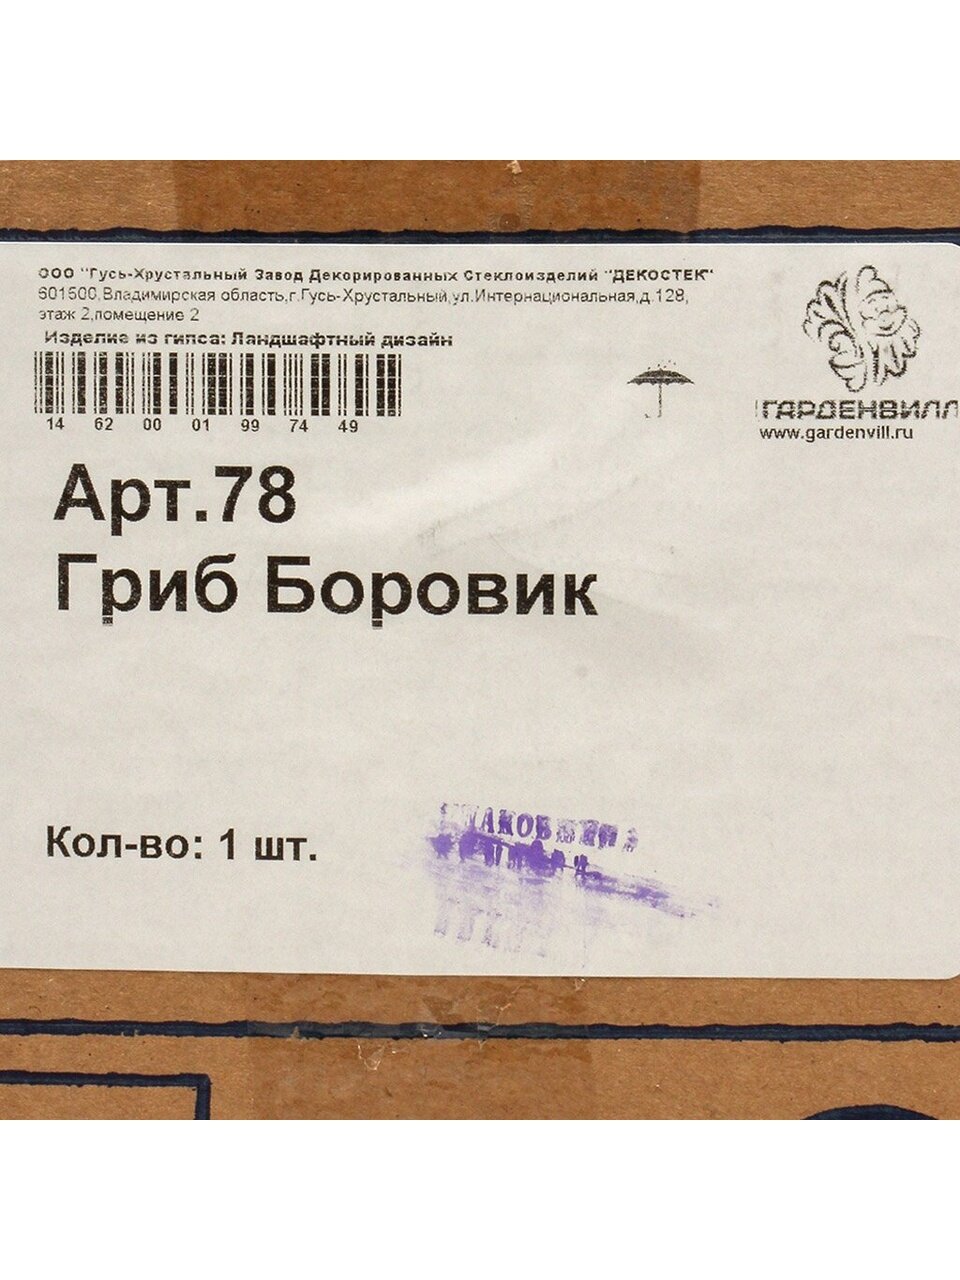 ООО "Гусь-Хрустальный Завод Декорированных Стеклоизделий "ДЕКОСТЕК"
601500,Владимирская область,г.Гусь-Хрустальный,ул.Интернациональная,д.128,
этаж 2,помещение 2
Изделие из гипса: Ландшафтный дизайн
14 62 00 01 99 74 49
ГАРДЕНВИЛЛ
www.gardenvill.ru
Арт.78
Гриб Боровик
Кол-во: 1 шт.